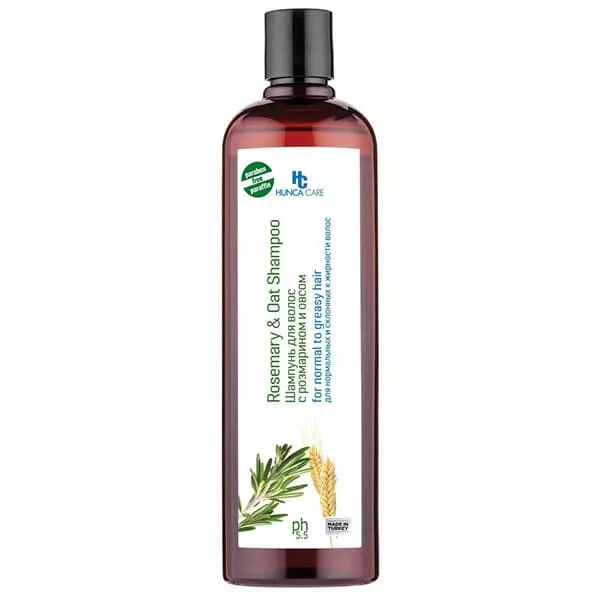 paraben
free
paraffin
HC
HUNCA CARE
Rosemary & Oat Shampoo
Шампунь для волос
с розмарином и овсом
for normal to greasy hair
для нормальных и склонных к жирности волос
ph
5.5
MADE IN
TURKEY